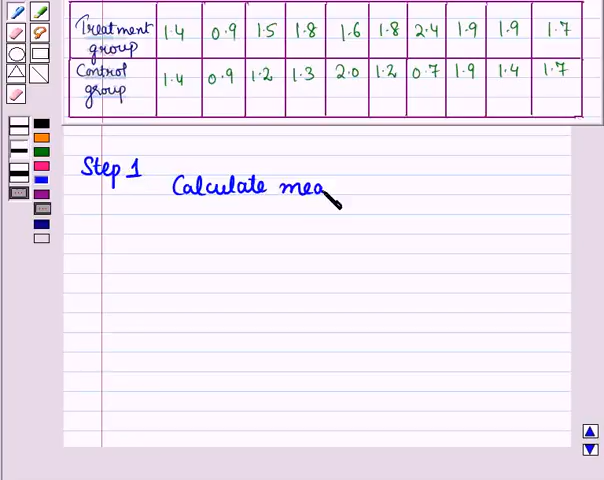 Treatment group 1.4 0.9 1.5 1.8 1.6 1.8 2.4 1.9 1.9 1.7
Control group 1.4 0.9 1.2 1.3 2.0 1.2 0.7 1.9 1.4 1.7
Step 1
Calculate mea